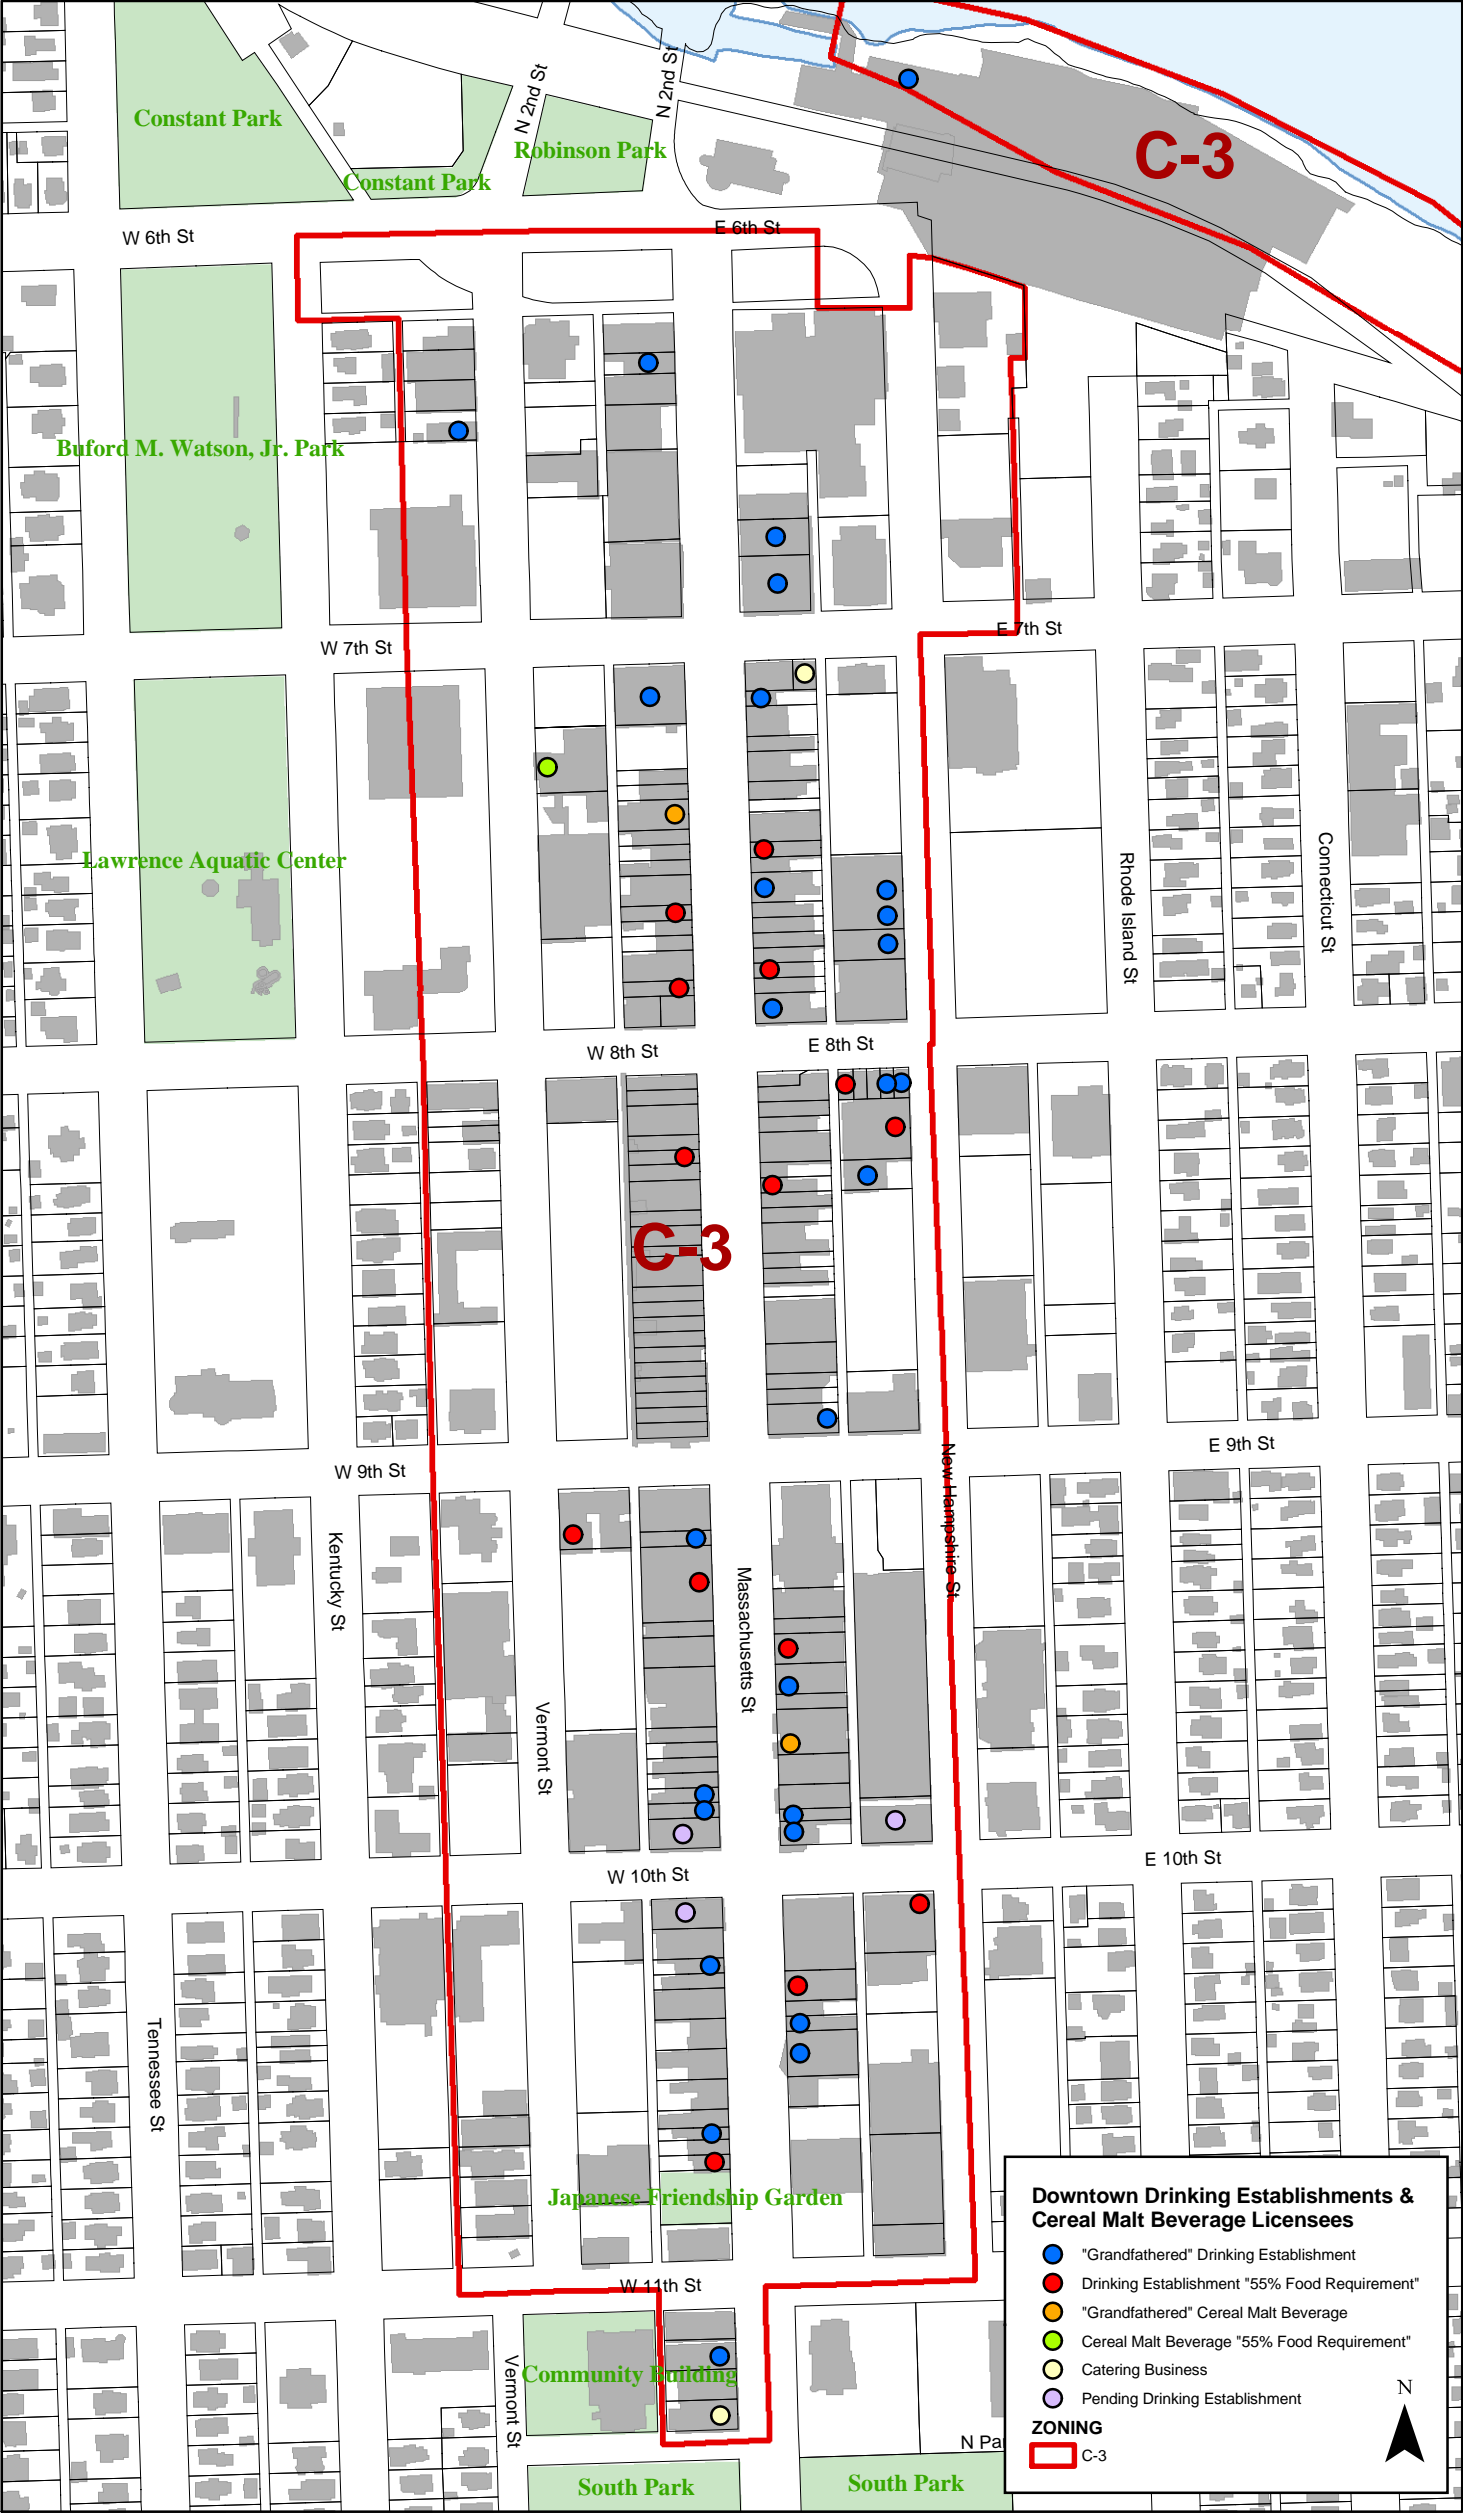 N 2nd St
N 2nd St
Constant Park
Robinson Park
Constant Park
C-3
W 6th St
E 6th St
Buford M. Watson, Jr. Park
W 7th St
E 7th St
Lawrence Aquatic Center
Rhode Island St
Connecticut St
W 8th St
E 8th St
C-3
W 9th St
E 9th St
New Hampshire St
Kentucky St
Massachusetts St
Vermont St
W 10th St
E 10th St
Tennessee St
Japanese Friendship Garden
W 11th St
Community Building
Vermont St
N Par
South Park
South Park
Downtown Drinking Establishments &
Cereal Malt Beverage Licensees
"Grandfathered" Drinking Establishment
Drinking Establishment "55% Food Requirement"
"Grandfathered" Cereal Malt Beverage
Cereal Malt Beverage "55% Food Requirement"
Catering Business
Pending Drinking Establishment
ZONING
C-3
N